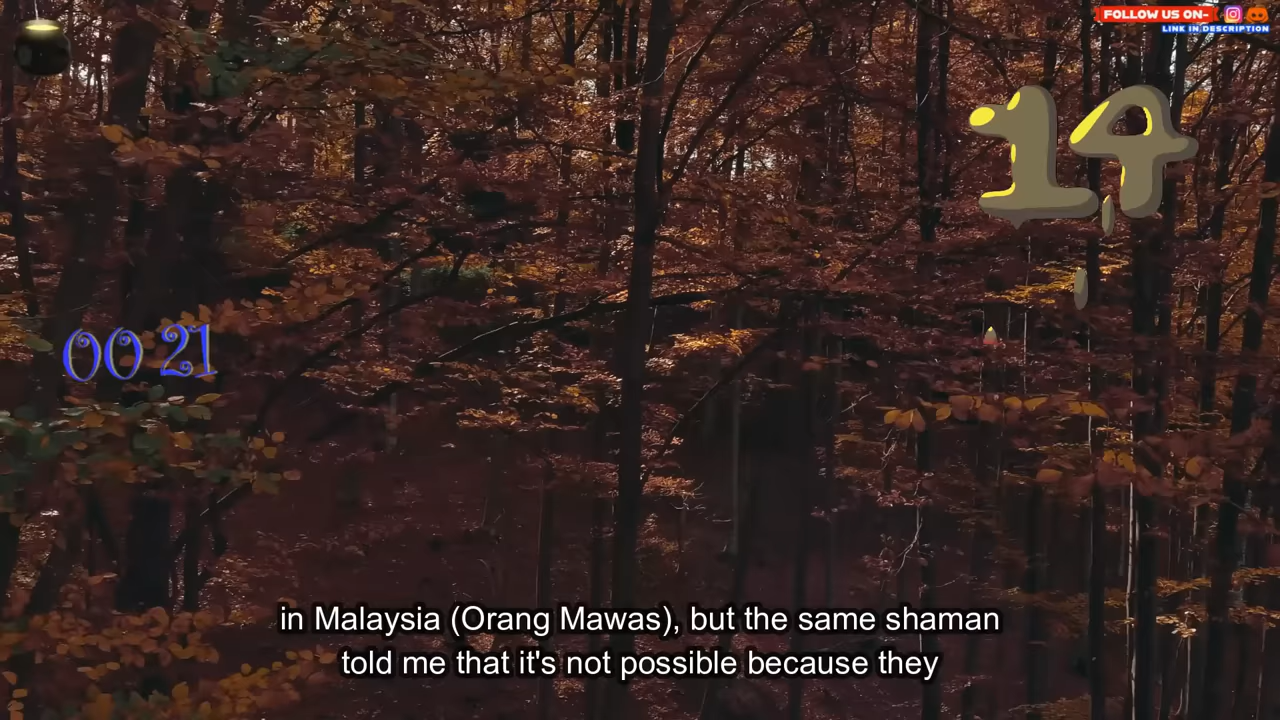 FOLLOW US ON-
LINK IN DESCRIPTION
14
00 21
in Malaysia (Orang Mawas), but the same shaman
told me that it's not possible because they